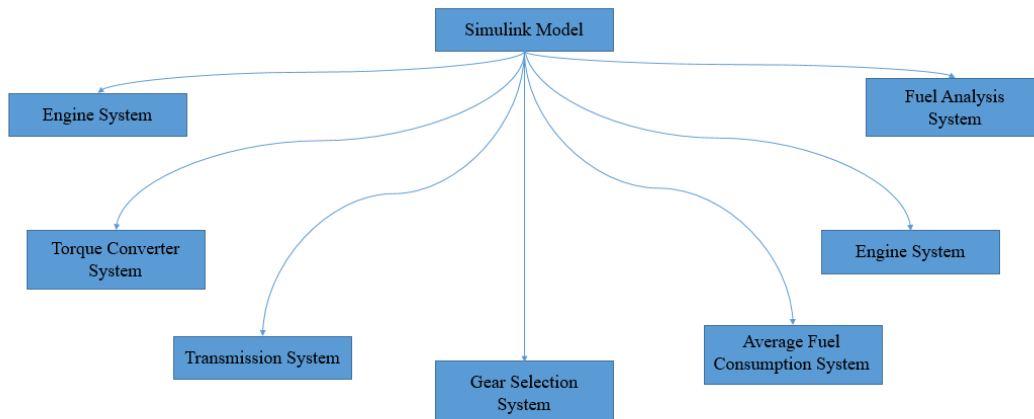 Simulink Model
Engine System
Fuel Analysis
System
Torque Converter
System
Engine System
Transmission System
Average Fuel
Consumption System
Gear Selection
System